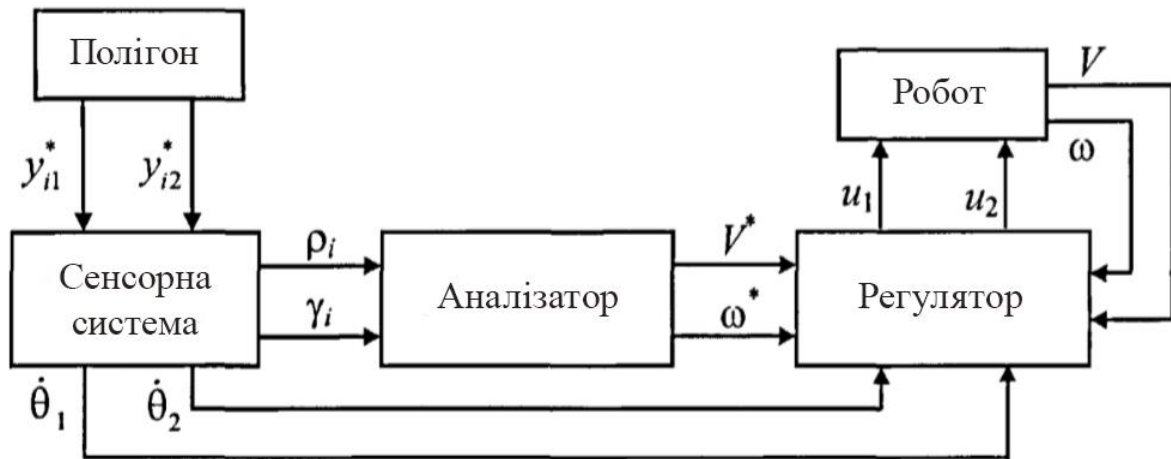 Полігон
Робот
V
ω
y*i1
y*i2
u1
u2
Сенсорна
система
ρi
γi
Аналізатор
V*
ω*
Регулятор
θ̇1
θ̇2